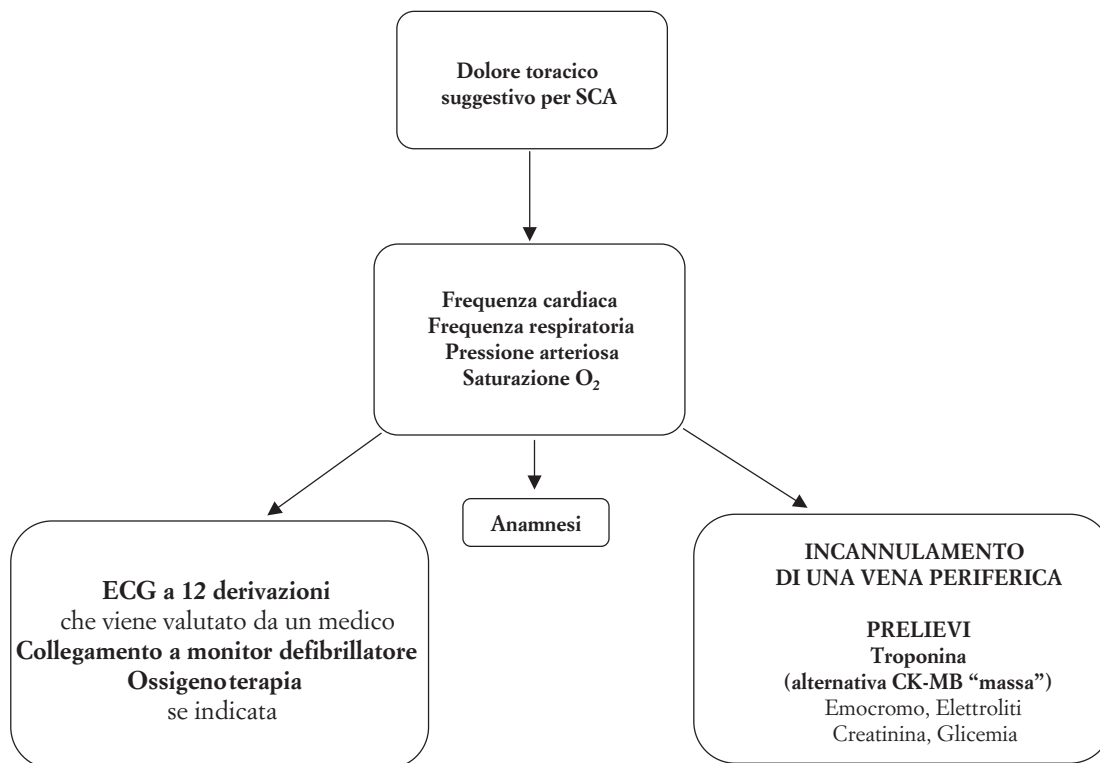 Dolore toracico
suggestivo per SCA
Frequenza cardiaca
Frequenza respiratoria
Pressione arteriosa
Saturazione O₂
Anamnesi
ECG a 12 derivazioni
che viene valutato da un medico
Collegamento a monitor defibrillatore
Ossigenoterapia
se indicata
INCANNULAMENTO
DI UNA VENA PERIFERICA
PRELIEVI
Troponina
(alternativa CK-MB “massa”)
Emocromo, Elettroliti
Creatinina, Glicemia